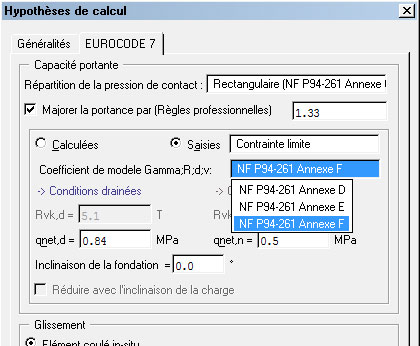 Hypothèses de calcul
Généralités EUROCODE 7
Capacité portante
Répartition de la pression de contact : Rectangulaire (NF P94-261 Annexe
Majorer la portance par (Règles professionnelles) 1.33
Calculées Saisies Contrainte limite
Coefficient de modele Gamma;R;d;v: NF P94-261 Annexe F
-> Conditions drainées
NF P94-261 Annexe D
NF P94-261 Annexe E
NF P94-261 Annexe F
Rvk,d = 5.1 T
qnet,d = 0.84 MPa qnet,n = 0.5 MPa
Inclinaison de la fondation = 0.0 °
Réduire avec l'inclinaison de la charge
Glissement
Elément coulé in-situ